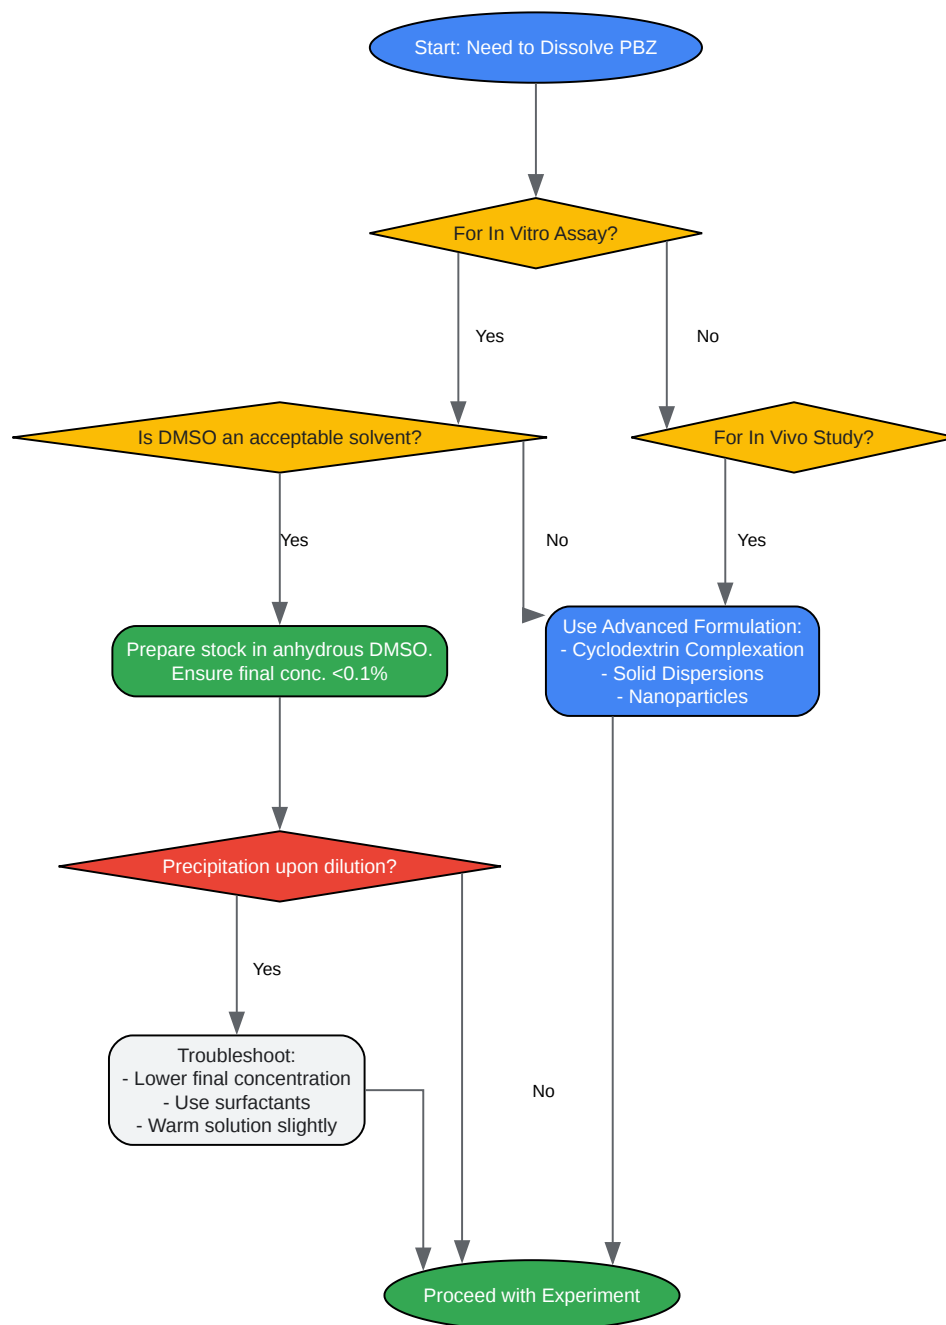 Start: Need to Dissolve PBZ
For In Vitro Assay?
Yes
No
Is DMSO an acceptable solvent?
For In Vivo Study?
Yes
No
Yes
Prepare stock in anhydrous DMSO.
Ensure final conc. <0.1%
Use Advanced Formulation:
- Cyclodextrin Complexation
- Solid Dispersions
- Nanoparticles
Precipitation upon dilution?
Yes
Troubleshoot:
- Lower final concentration
- Use surfactants
- Warm solution slightly
No
Proceed with Experiment